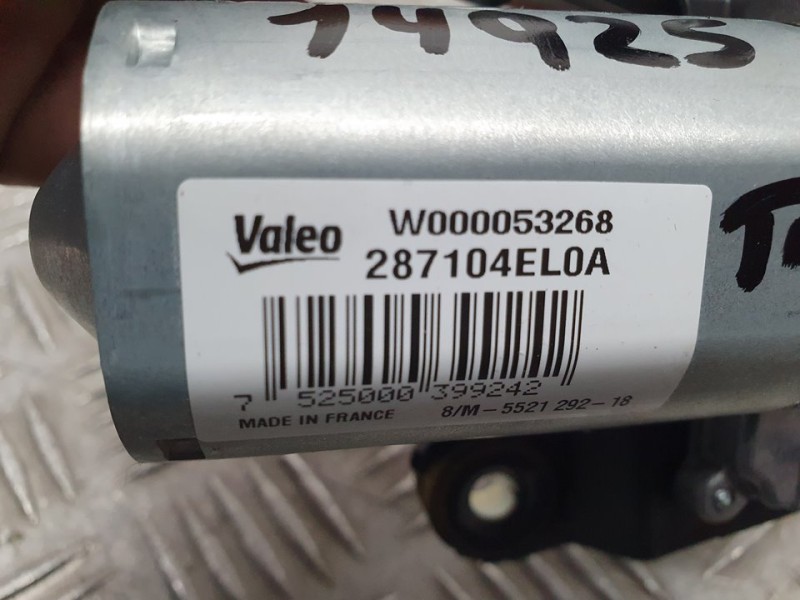 14925
Valeo W000053268
287104EL0A
7 525000 399242
MADE IN FRANCE 8/M-5521 292-18